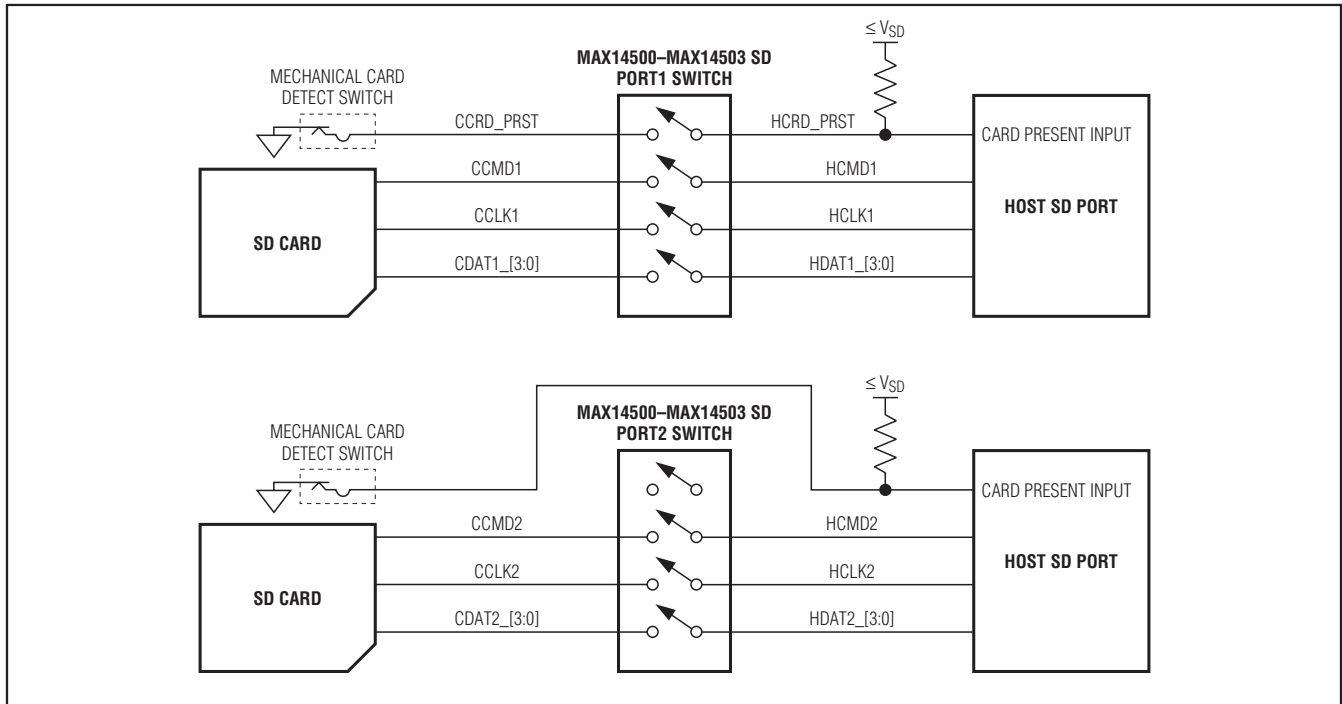 ≤ VSD
MAX14500–MAX14503 SD
PORT1 SWITCH
MECHANICAL CARD
DETECT SWITCH
CCRD_PRST
HCRD_PRST
CARD PRESENT INPUT
CCMD1
HCMD1
HOST SD PORT
CCLK1
HCLK1
SD CARD
CDAT1_[3:0]
HDAT1_[3:0]
≤ VSD
MAX14500–MAX14503 SD
PORT2 SWITCH
MECHANICAL CARD
DETECT SWITCH
CARD PRESENT INPUT
CCMD2
HCMD2
HOST SD PORT
CCLK2
HCLK2
SD CARD
CDAT2_[3:0]
HDAT2_[3:0]